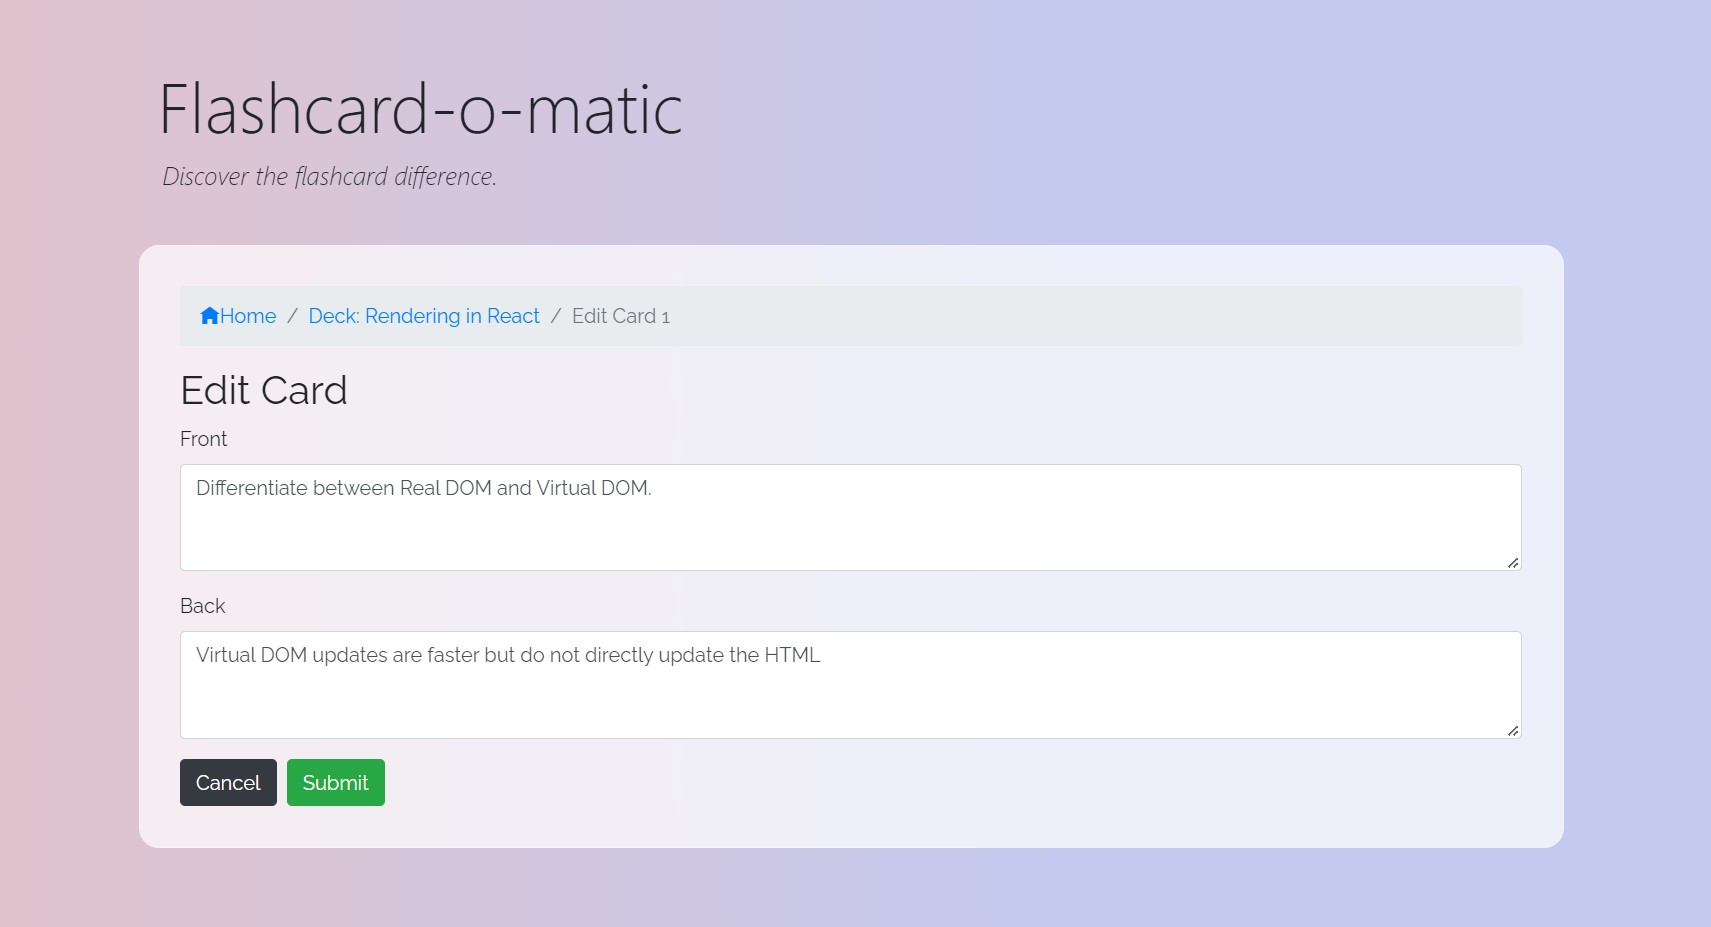 Flashcard-o-matic
Discover the flashcard difference.
Home / Deck: Rendering in React / Edit Card 1
Edit Card
Front
Differentiate between Real DOM and Virtual DOM.
Back
Virtual DOM updates are faster but do not directly update the HTML
Cancel Submit